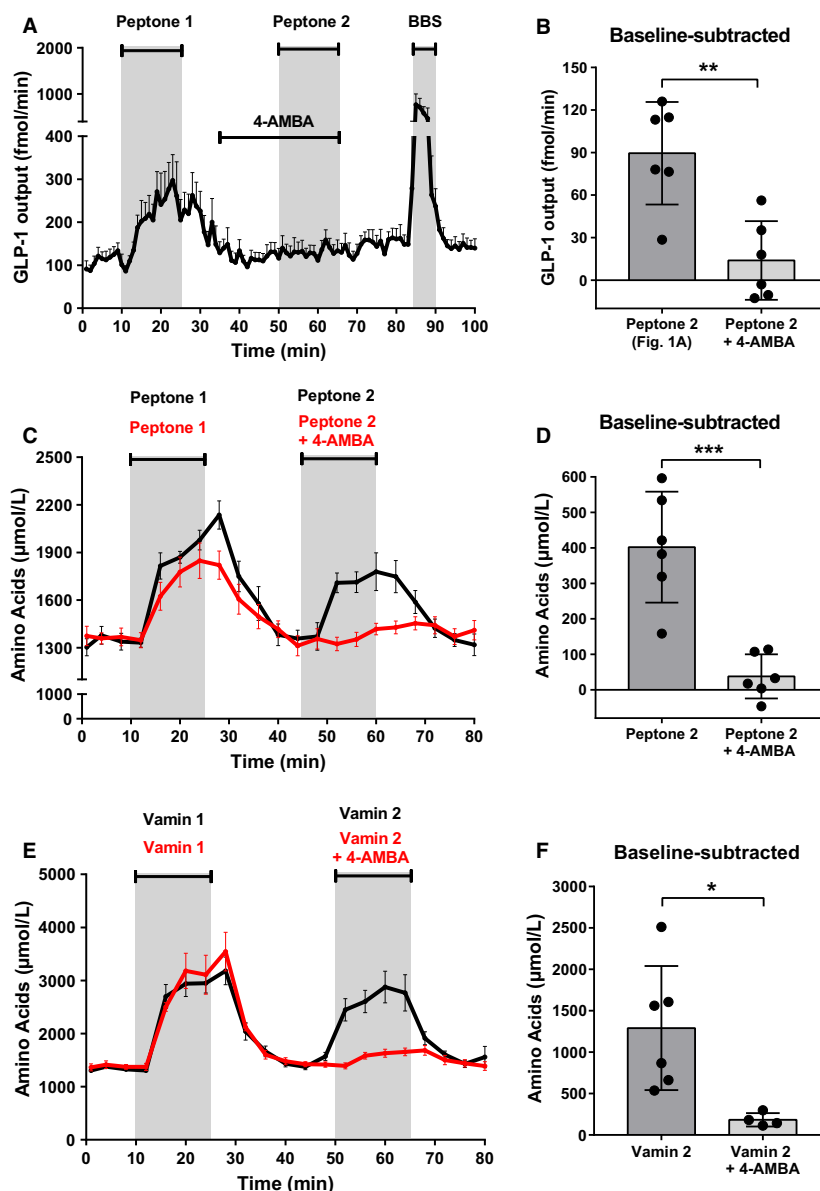 A
Peptone 1
Peptone 2
BBS
4-AMBA
GLP-1 output (fmol/min)
2000
1000
400
300
200
100
0
0 10 20 30 40 50 60 70 80 90 100
Time (min)
B
Baseline-subtracted
**
GLP-1 output (fmol/min)
150
120
90
60
30
0
Peptone 2
(Fig. 1A)
Peptone 2
+ 4-AMBA
C
Peptone 1
Peptone 1
Peptone 2
Peptone 2
+ 4-AMBA
Amino Acids (µmol/L)
2500
2200
1900
1600
1300
1000
0
0 10 20 30 40 50 60 70 80
Time (min)
D
Baseline-subtracted
***
Amino Acids (µmol/L)
600
500
400
300
200
100
0
Peptone 2
Peptone 2
+ 4-AMBA
E
Vamin 1
Vamin 1
Vamin 2
Vamin 2
+ 4-AMBA
Amino Acids (µmol/L)
5000
4000
3000
2000
1000
0
0 10 20 30 40 50 60 70 80
Time (min)
F
Baseline-subtracted
*
Amino Acids (µmol/L)
3000
2500
2000
1500
1000
500
0
Vamin 2
Vamin 2
+ 4-AMBA